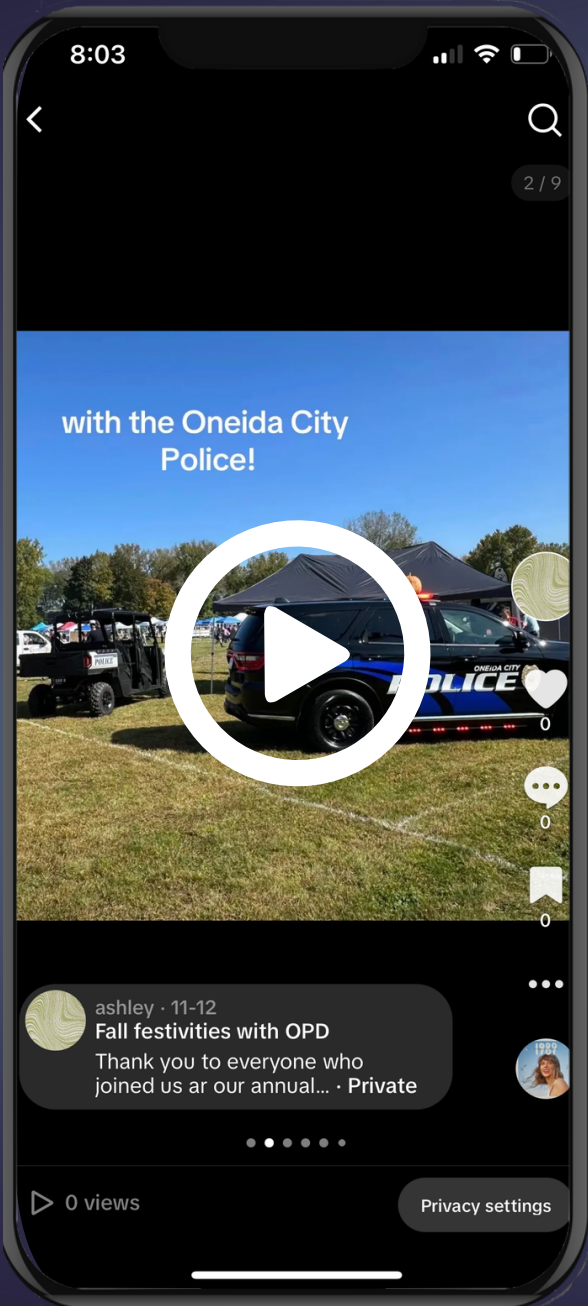 8:03
2 / 9
with the Oneida City
Police!
POLICE
ONEIDA CITY
POLICE
0
0
0
ashley · 11-12
Fall festivities with OPD
Thank you to everyone who
joined us ar our annual... · Private
0 views
Privacy settings